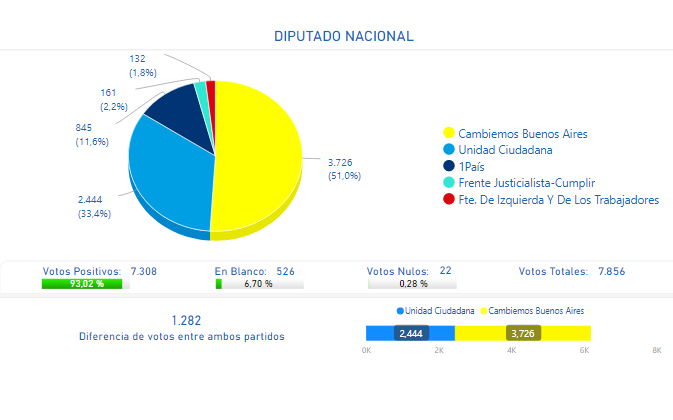 DIPUTADO NACIONAL
132
(1,8%)
161
(2,2%)
845
(11,6%)
2.444
(33,4%)
3.726
(51,0%)
Cambiemos Buenos Aires
Unidad Ciudadana
1País
Frente Justicialista-Cumplir
Fte. De Izquierda Y De Los Trabajadores
Votos Positivos: 7.308
93,02 %
En Blanco: 526
6,70 %
Votos Nulos: 22
0,28 %
Votos Totales: 7.856
1.282
Diferencia de votos entre ambos partidos
Unidad Ciudadana Cambiemos Buenos Aires
2,444 3,726
0K 2K 4K 6K 8K